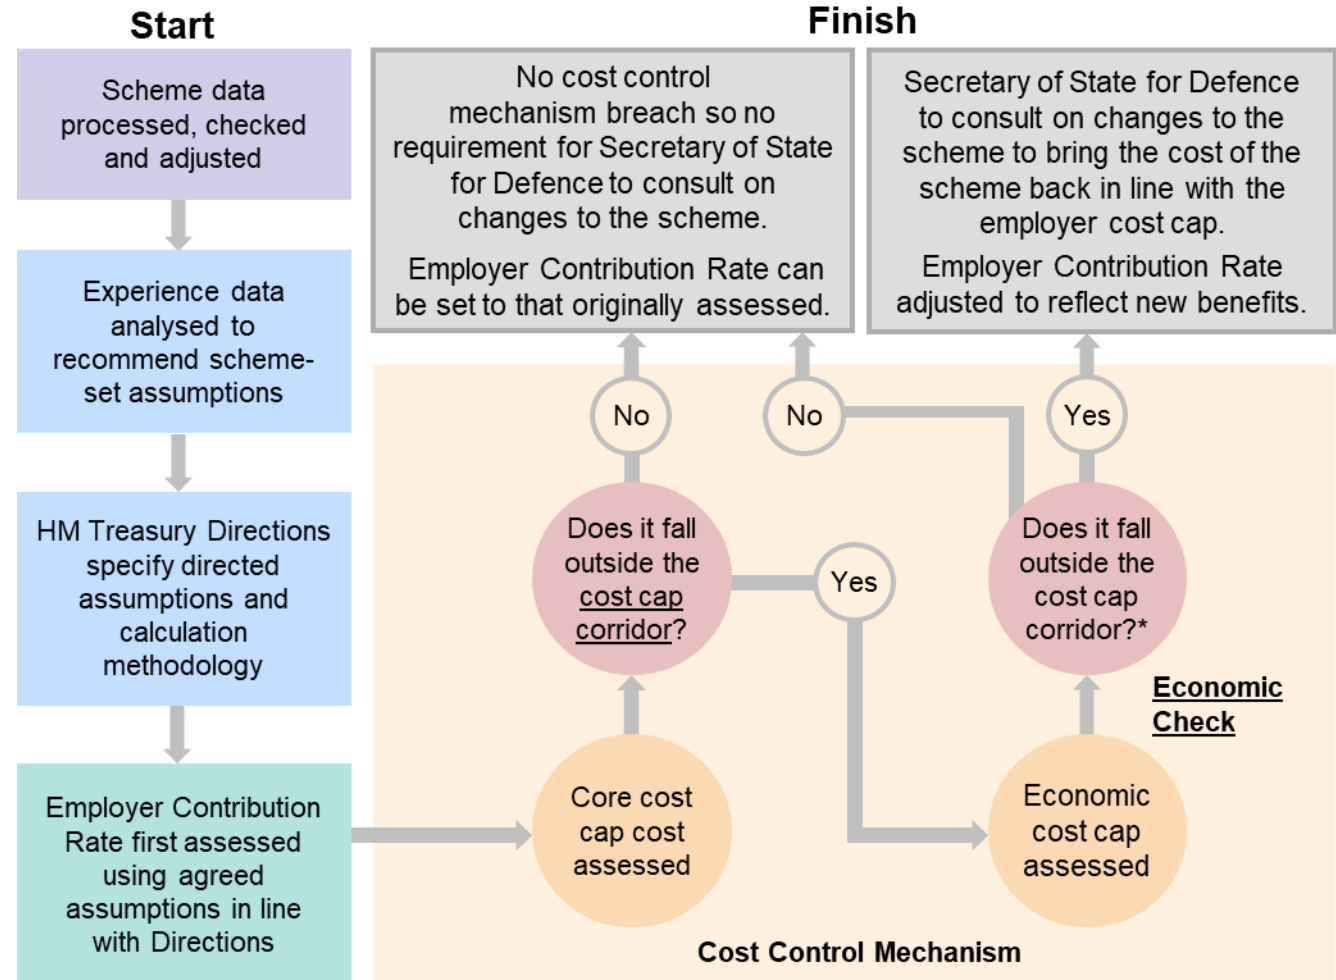 Start
Scheme data
processed, checked
and adjusted
Experience data
analysed to
recommend scheme-
set assumptions
HM Treasury Directions
specify directed
assumptions and
calculation
methodology
Employer Contribution
Rate first assessed
using agreed
assumptions in line
with Directions
Finish
No cost control
mechanism breach so no
requirement for Secretary of State
for Defence to consult on
changes to the scheme.
Employer Contribution Rate can
be set to that originally assessed.
Secretary of State for Defence
to consult on changes to the
scheme to bring the cost of the
scheme back in line with the
employer cost cap.
Employer Contribution Rate
adjusted to reflect new benefits.
No
No
Yes
Does it fall
outside the
cost cap
corridor?
Yes
Does it fall
outside the
cost cap
corridor?*
Economic
Check
Core cost
cap cost
assessed
Economic
cost cap
assessed
Cost Control Mechanism